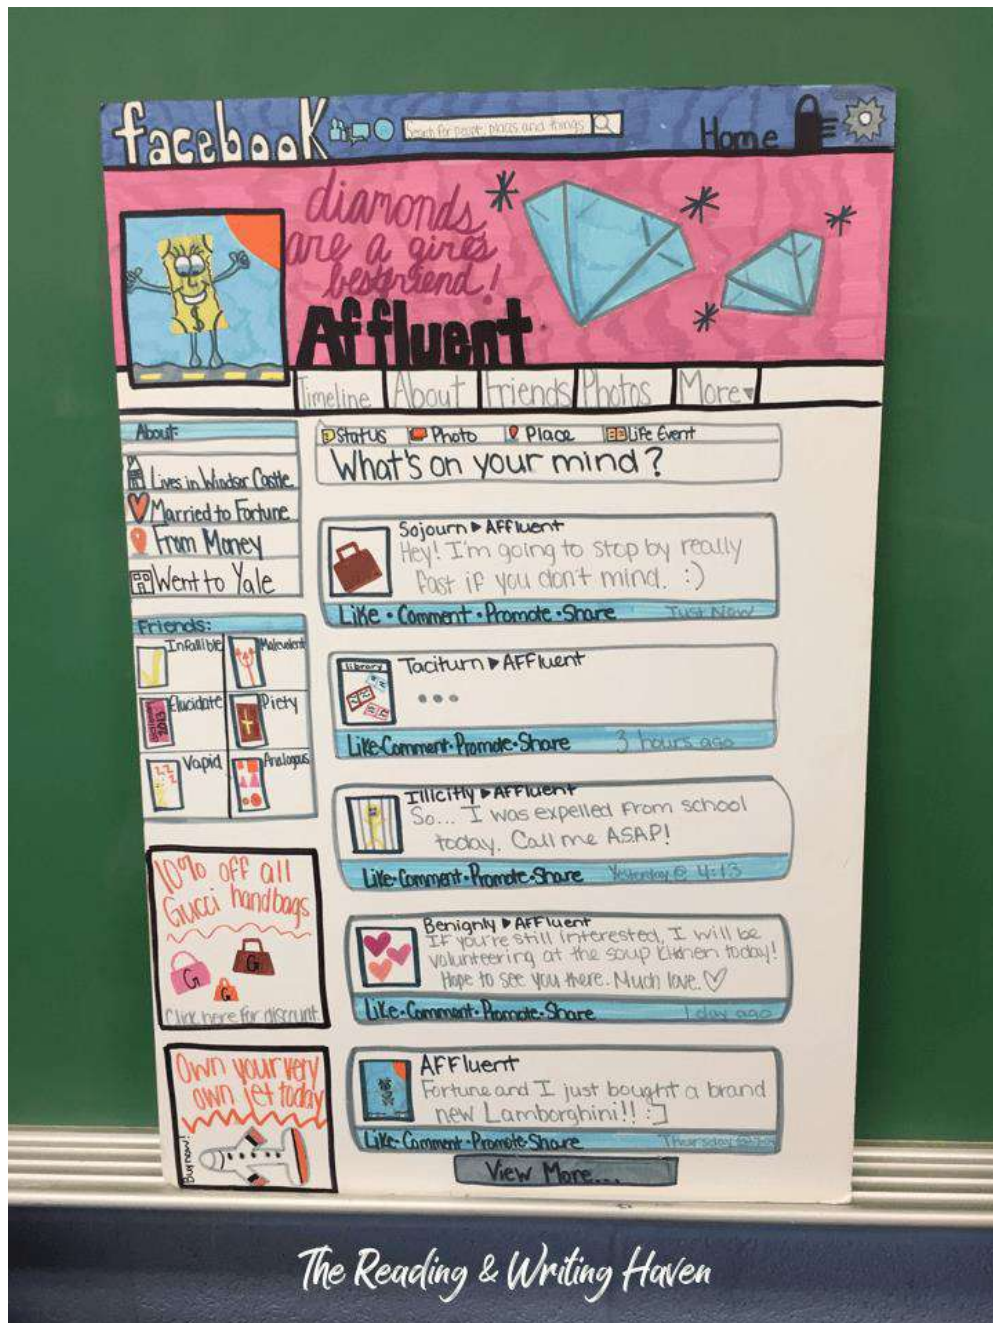 facebook
Search for people, places and things
Home
diamonds
are a girl's
bestfriend!
Affluent
Timeline About Friends Photos More
About:
Lives in Windsor Castle
Married to Fortune
From Money
Went to Yale
Friends:
Infallible Malevolent
Elucidate Piety
Vapid Analogous
10% off all
Gucci handbags
G G
G
Click here for discount
Own your very
own jet today
Buy now!
Status Photo Place Life Event
What's on your mind?
Sojourn AFFluent
Hey! I'm going to stop by really
fast if you don't mind. :)
Like • Comment • Promote • Share Just Now
library
Taciturn AFFluent
...
Like • Comment • Promote • Share 3 hours ago
Illicitly AFFluent
So... I was expelled from school
today. Call me ASAP!
Like • Comment • Promote • Share Yesterday @ 4:13
Benignly AFFluent
If you're still interested, I will be
volunteering at the soup kitchen today!
Hope to see you there. Much love. ♡
Like • Comment • Promote • Share 1 day ago
AFFluent
Fortune and I just bought a brand
new Lamborghini!! :]
Like • Comment • Promote • Share Thursday
View More...
The Reading & Writing Haven